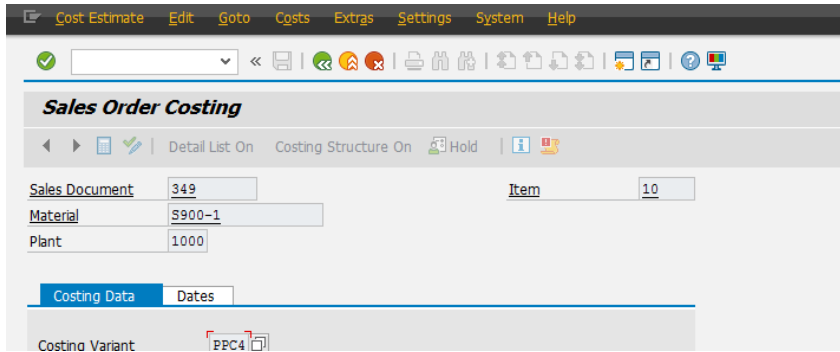 Cost Estimate Edit Goto Costs Extras Settings System Help
Sales Order Costing
Detail List On Costing Structure On Hold
Sales Document 349 Item 10
Material S900-1
Plant 1000
Costing Data Dates
Costing Variant PPC4